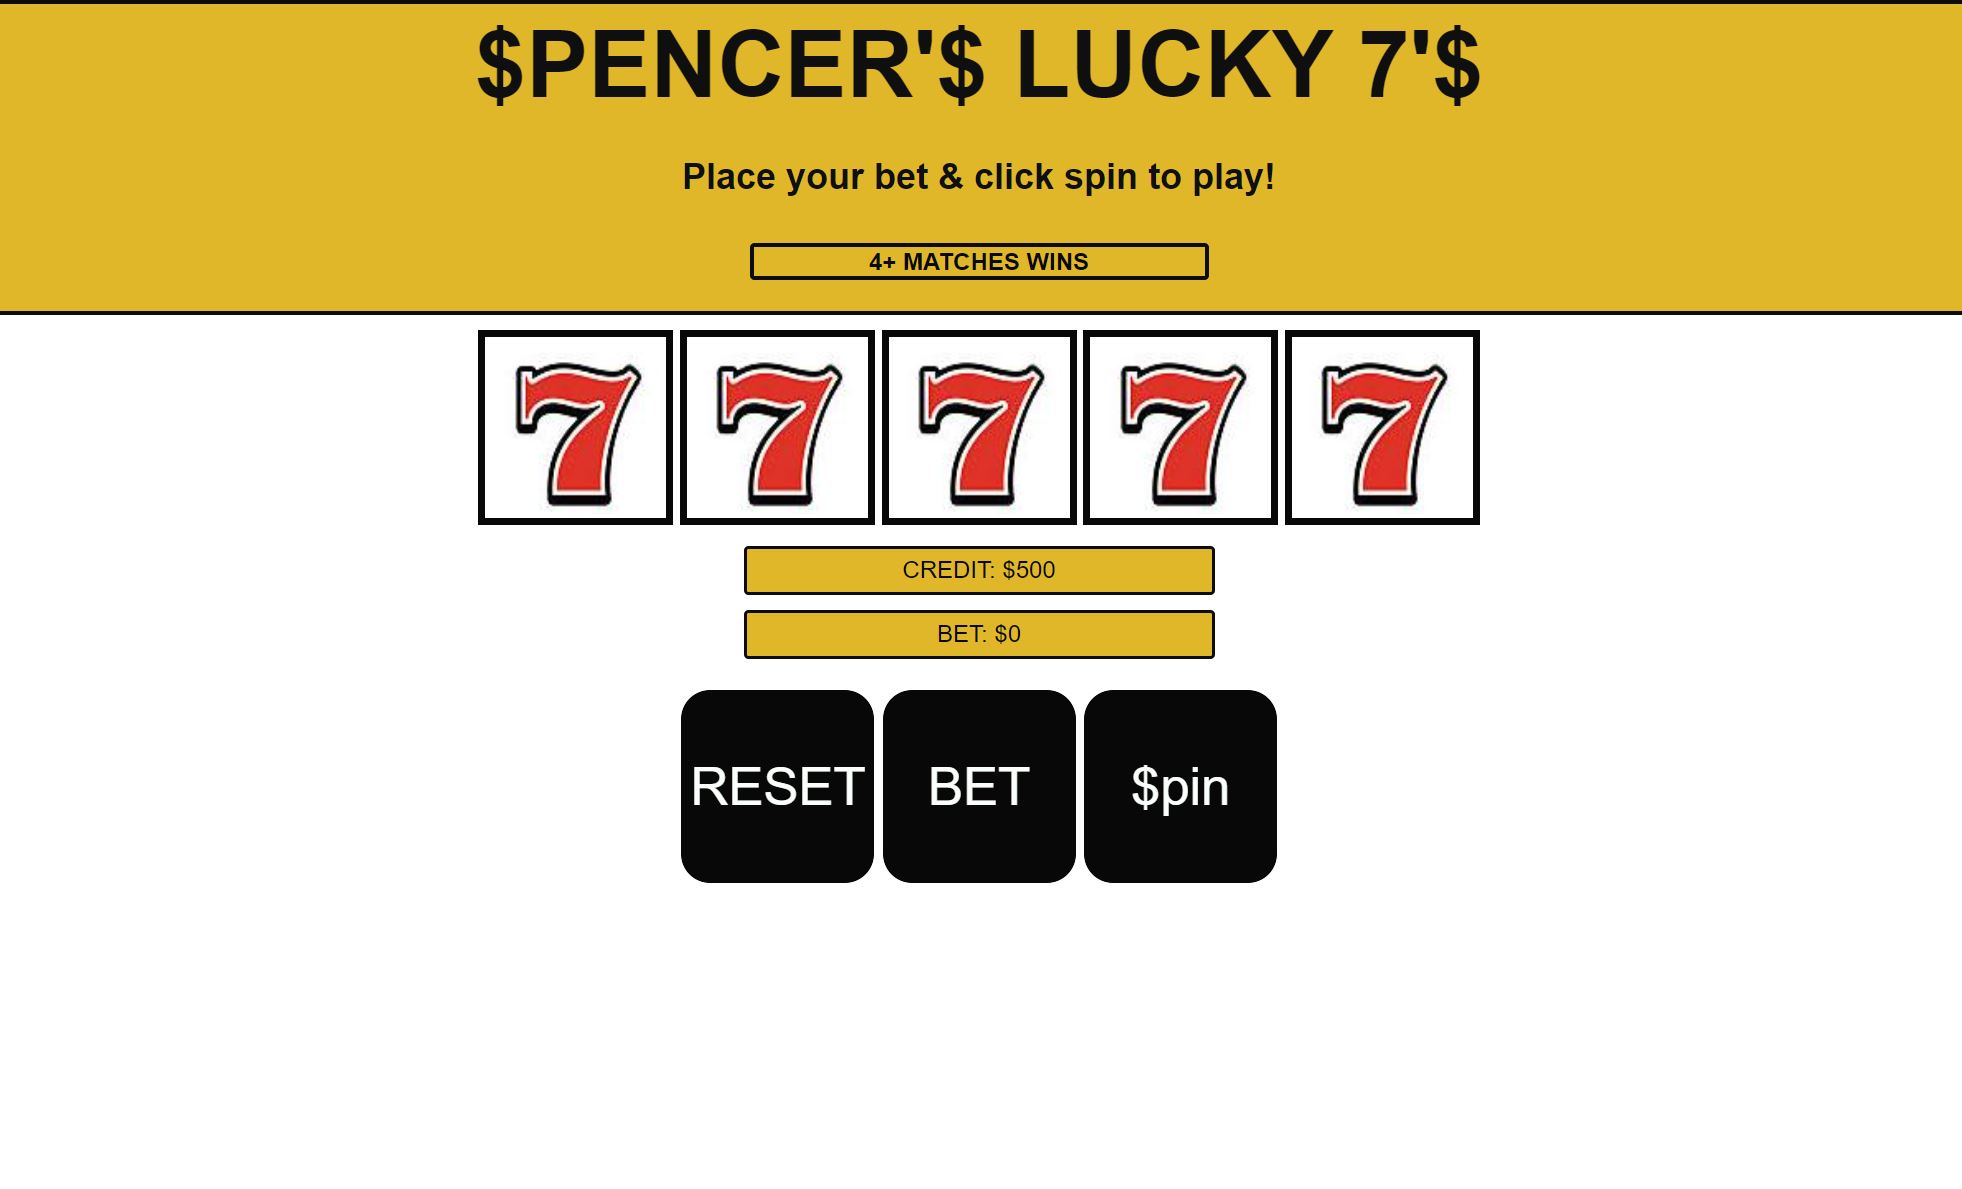 $PENCER'$ LUCKY 7'$
Place your bet & click spin to play!
4+ MATCHES WINS
7 7 7 7 7
CREDIT: $500
BET: $0
RESET BET $pin